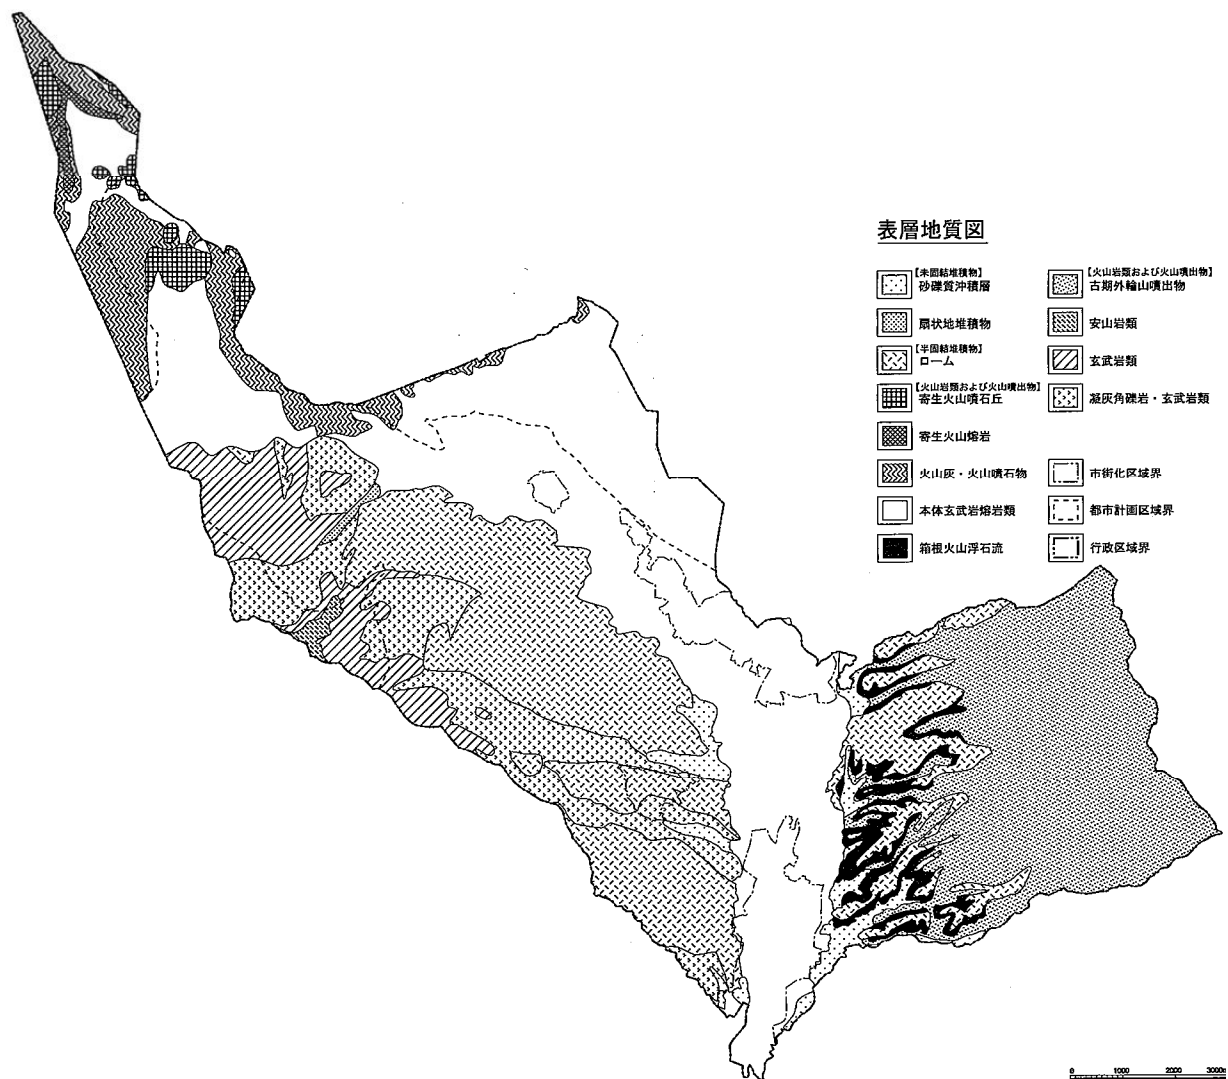 表層地質図
【未固結堆積物】
砂礫質沖積層
扇状地堆積物
【半固結堆積物】
ローム
【火山岩類および火山噴出物】
寄生火山噴石丘
寄生火山熔岩
火山灰・火山噴石物
本体玄武岩熔岩類
箱根火山浮石流
【火山岩類および火山噴出物】
古期外輪山噴出物
安山岩類
玄武岩類
凝灰角礫岩・玄武岩類
市街化区域界
都市計画区域界
行政区域界
0 1000 2000 3000